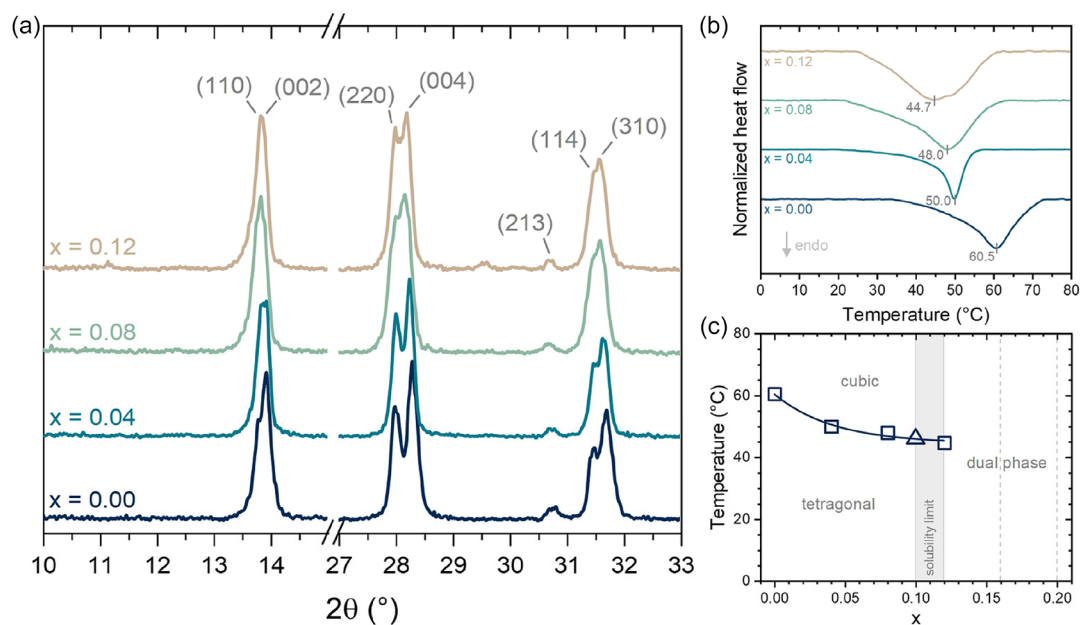 (a)
(110)
(002)
(220)
(004)
(114)
(310)
(213)
x = 0.12
x = 0.08
x = 0.04
x = 0.00
10
11
12
13
14
27
28
29
30
31
32
33
2θ (°)
(b)
Normalized heat flow
x = 0.12
44.7
x = 0.08
48.0
x = 0.04
50.0
x = 0.00
60.5
endo
0
10
20
30
40
50
60
70
80
Temperature (°C)
(c)
Temperature (°C)
80
60
40
20
0
cubic
tetragonal
solubility limit
dual phase
0.00
0.05
0.10
0.15
0.20
x